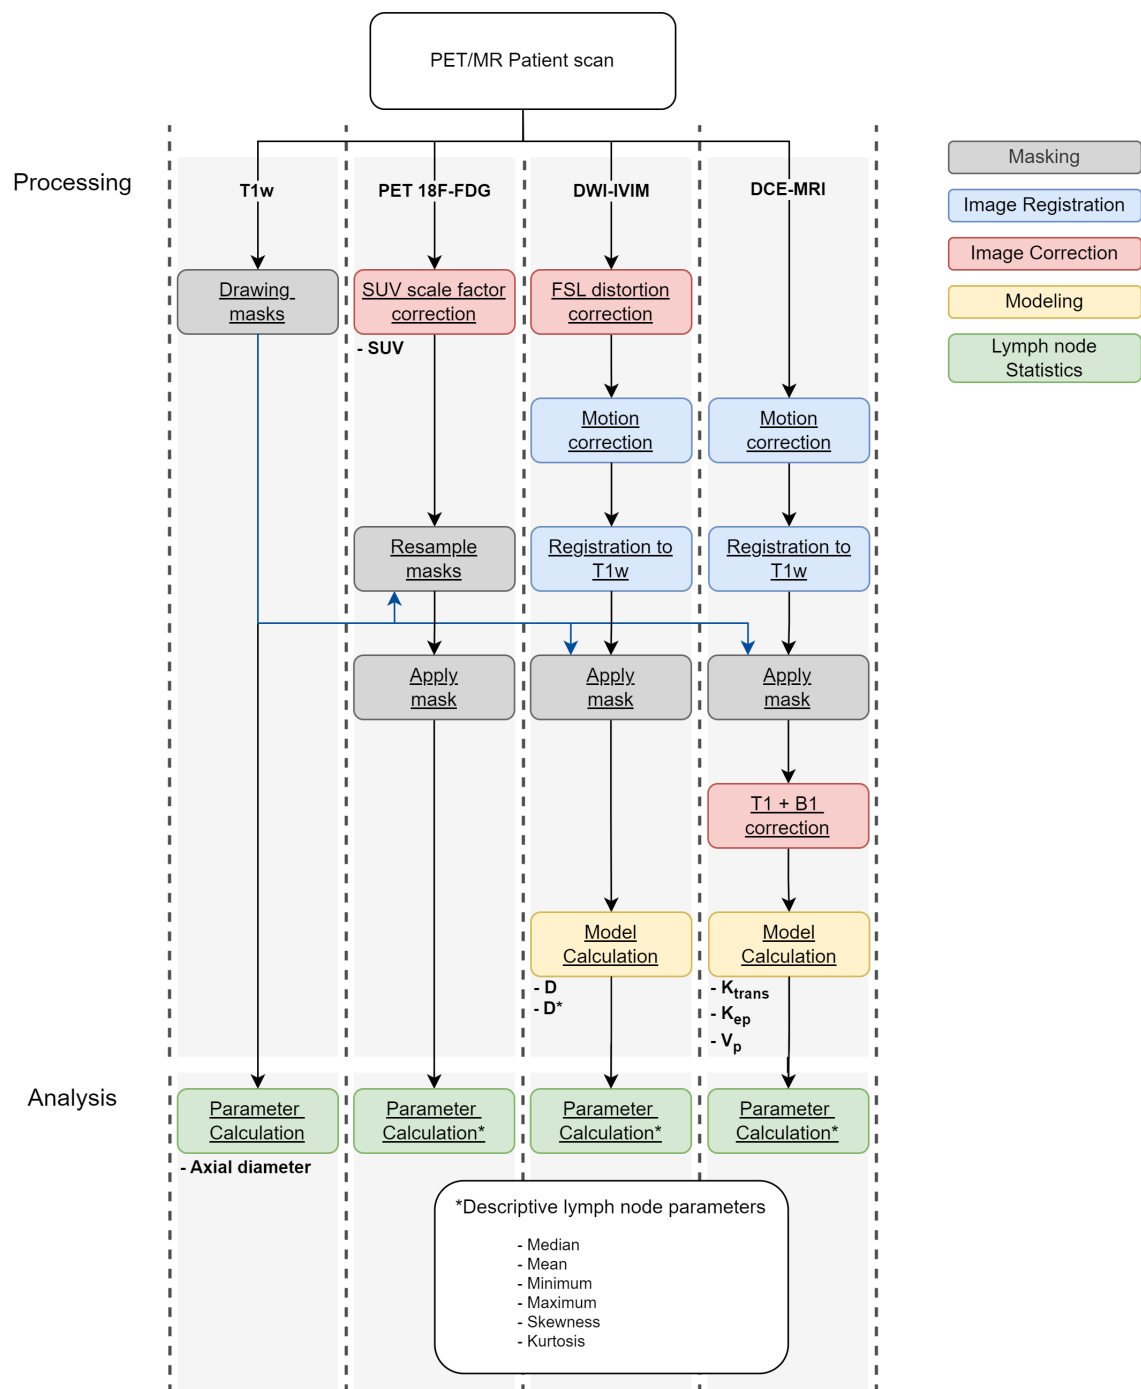 PET/MR Patient scan
Processing
T1w
PET 18F-FDG
DWI-IVIM
DCE-MRI
Masking
Image Registration
Image Correction
Modeling
Lymph node
Statistics
Drawing
masks
SUV scale factor
correction
- SUV
FSL distortion
correction
Motion
correction
Motion
correction
Resample
masks
Registration to
T1w
Registration to
T1w
Apply
mask
Apply
mask
Apply
mask
T1 + B1
correction
Model
Calculation
- D
- D*
Model
Calculation
- Ktrans
- Kep
- Vp
Analysis
Parameter
Calculation
- Axial diameter
Parameter
Calculation*
Parameter
Calculation*
Parameter
Calculation*
*Descriptive lymph node parameters
- Median
- Mean
- Minimum
- Maximum
- Skewness
- Kurtosis